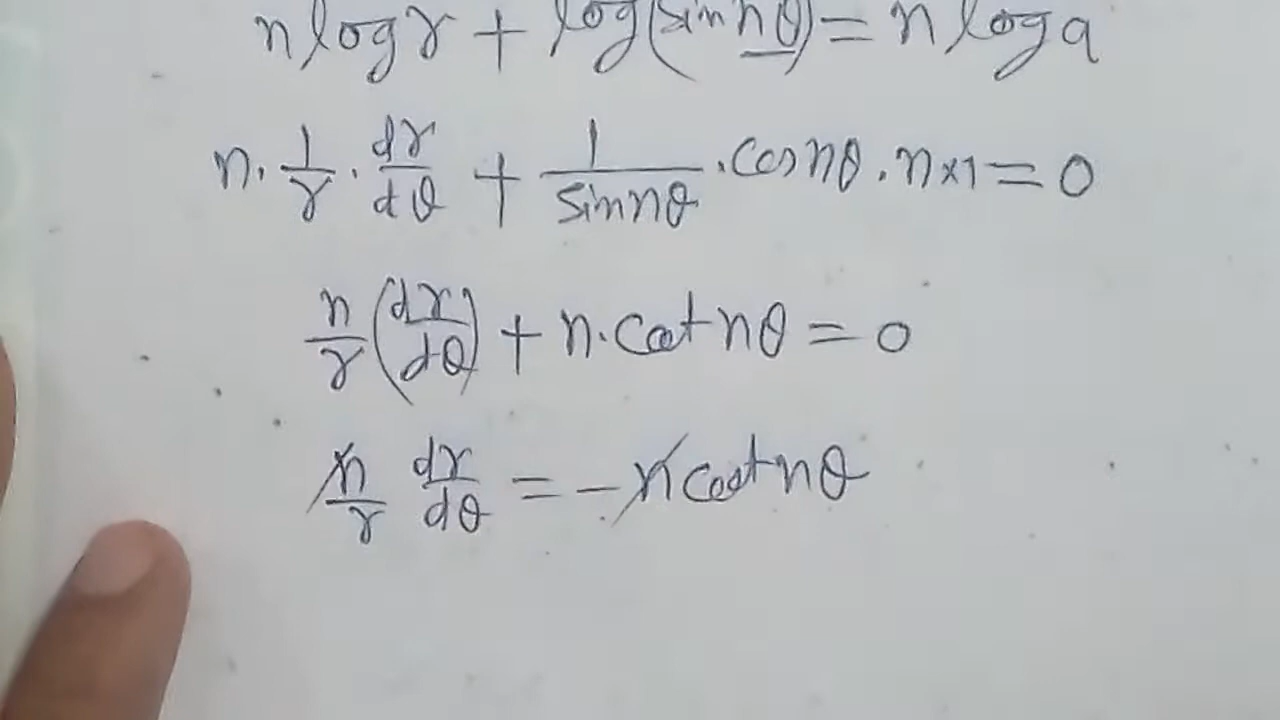 n log r + log(sin nθ) = n log a
n · 1/r · dr/dθ + 1/sin nθ · cos nθ · n×1 = 0
n/r (dr/dθ) + n · cot nθ = 0
n/r dr/dθ = - n cot nθ